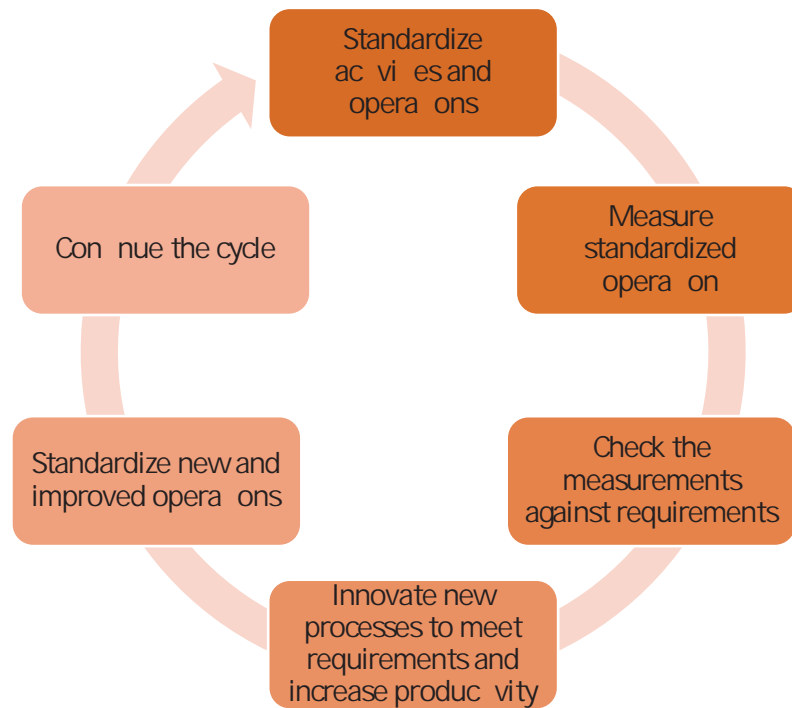 Standardize
ac vi es and
opera ons
Measure
standardized
opera on
Check the
measurements
against requirements
Innovate new
processes to meet
requirements and
increase produc vity
Standardize new and
improved opera ons
Con nue the cycle